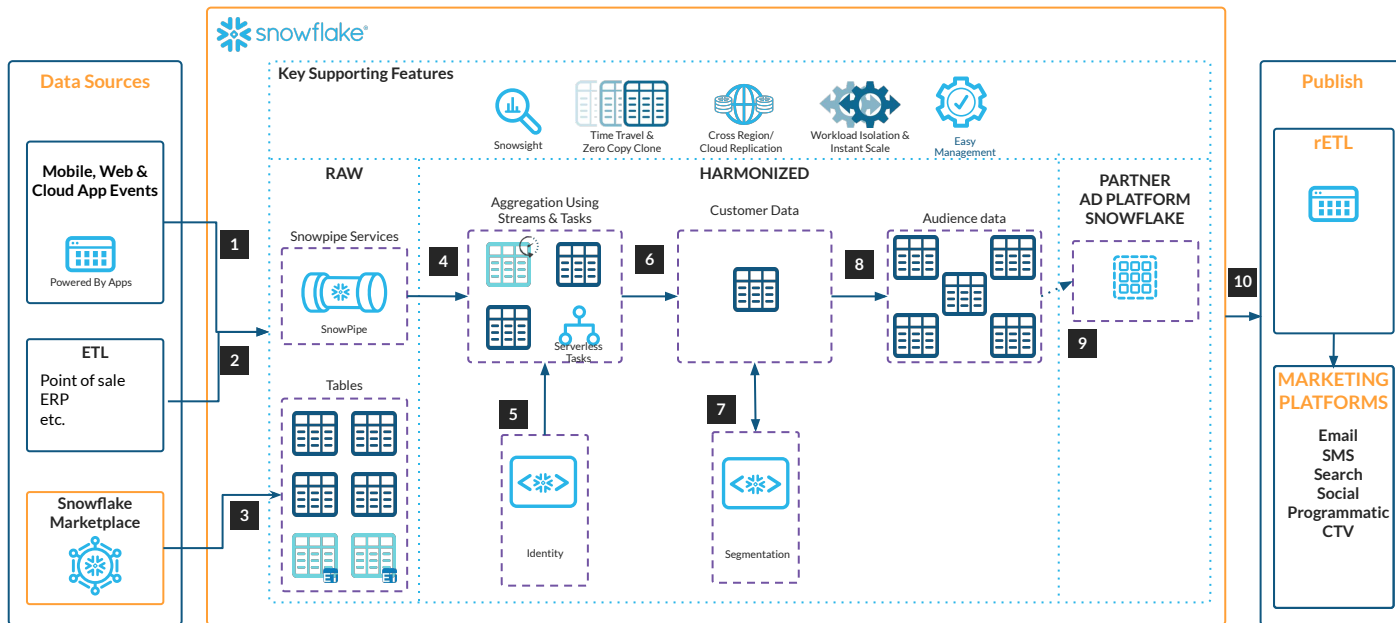 snowflake®
Data Sources
Mobile, Web &
Cloud App Events
Powered By Apps
ETL
Point of sale
ERP
etc.
Snowflake
Marketplace
1
2
3
Key Supporting Features
Snowsight
Time Travel &
Zero Copy Clone
Cross Region/
Cloud Replication
Workload Isolation &
Instant Scale
Easy
Management
RAW
Snowpipe Services
SnowPipe
Tables
4
HARMONIZED
Aggregation Using
Streams & Tasks
Serverless
Tasks
5
Identity
6
Customer Data
7
Segmentation
8
Audience data
9
PARTNER
AD PLATFORM
SNOWFLAKE
10
Publish
rETL
MARKETING
PLATFORMS
Email
SMS
Search
Social
Programmatic
CTV